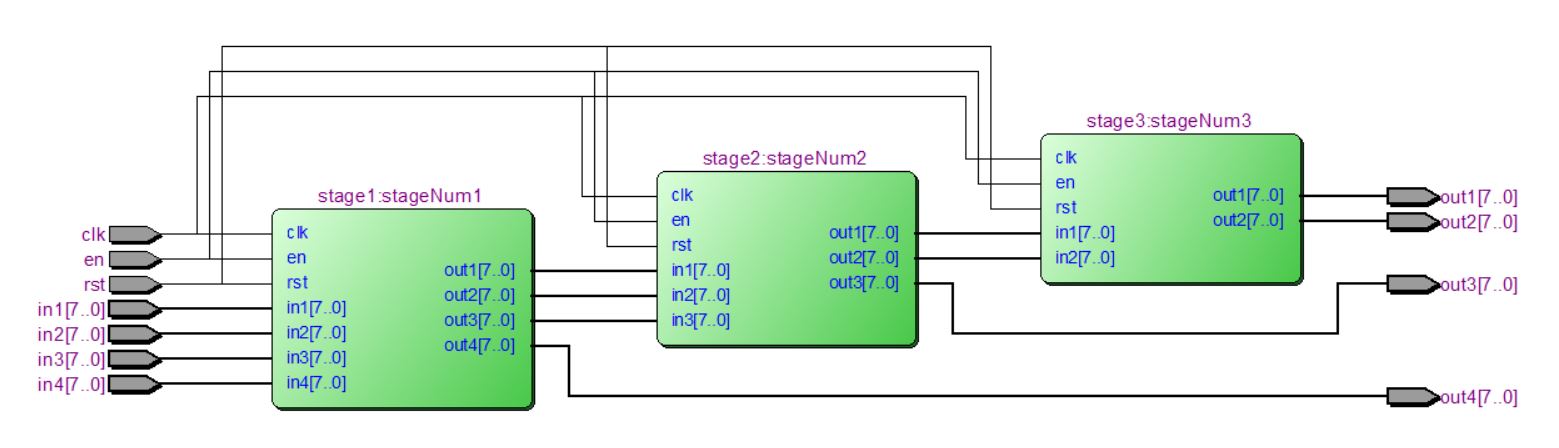 stage3:stageNum3
clk
en
rst
in1[7..0]
in2[7..0]
out1[7..0]
out2[7..0]
stage2:stageNum2
clk
en
rst
in1[7..0]
in2[7..0]
in3[7..0]
out1[7..0]
out2[7..0]
out3[7..0]
stage1:stageNum1
clk
en
rst
in1[7..0]
in2[7..0]
in3[7..0]
in4[7..0]
out1[7..0]
out2[7..0]
out3[7..0]
out4[7..0]
clk
en
rst
in1[7..0]
in2[7..0]
in3[7..0]
in4[7..0]
out1[7..0]
out2[7..0]
out3[7..0]
out4[7..0]